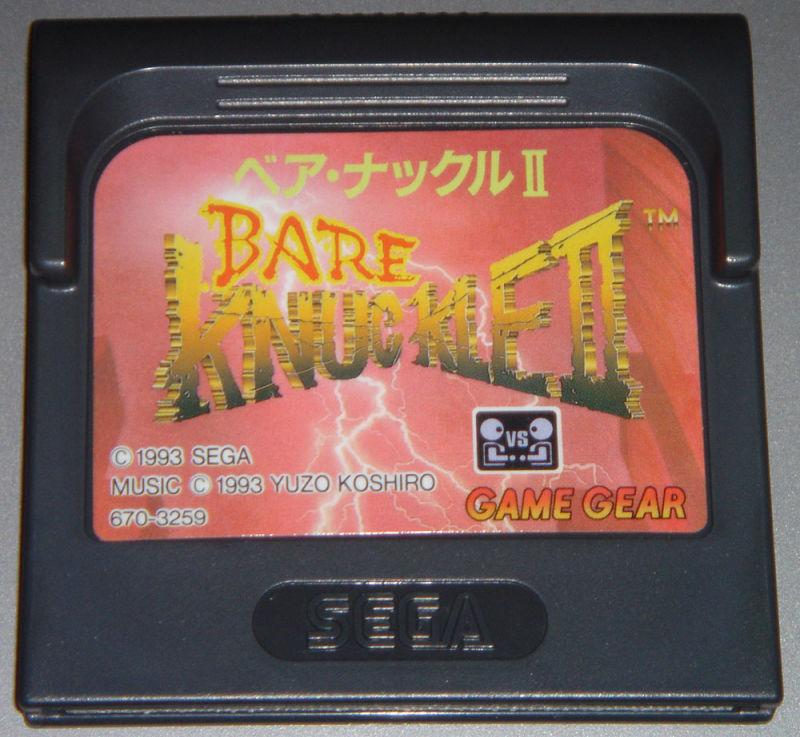 ベア・ナックルⅡ
BARE
KNUCKLE II
TM
VS
© 1993 SEGA
MUSIC © 1993 YUZO KOSHIRO
670-3259
GAME GEAR
SEGA